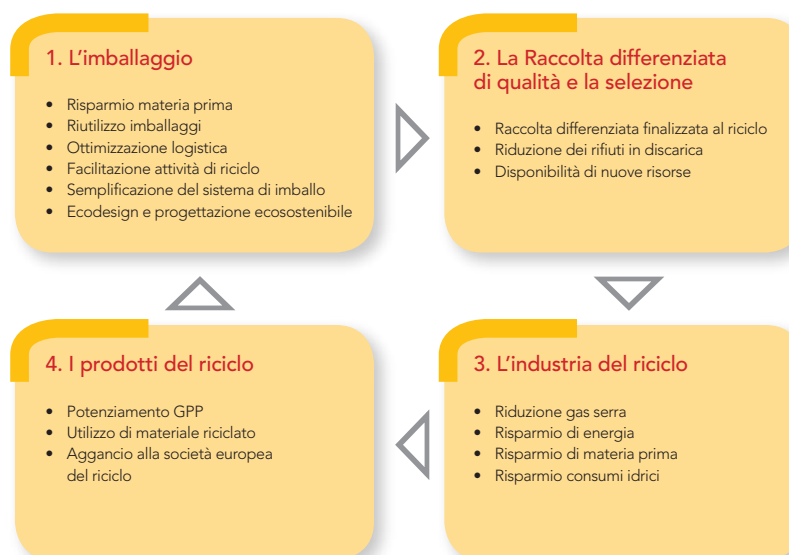 1. L'imballaggio
• Risparmio materia prima
• Riutilizzo imballaggi
• Ottimizzazione logistica
• Facilitazione attività di riciclo
• Semplificazione del sistema di imballo
• Ecodesign e progettazione ecosostenibile
2. La Raccolta differenziata
di qualità e la selezione
• Raccolta differenziata finalizzata al riciclo
• Riduzione dei rifiuti in discarica
• Disponibilità di nuove risorse
3. L'industria del riciclo
• Riduzione gas serra
• Risparmio di energia
• Risparmio di materia prima
• Risparmio consumi idrici
4. I prodotti del riciclo
• Potenziamento GPP
• Utilizzo di materiale riciclato
• Aggancio alla società europea
del riciclo